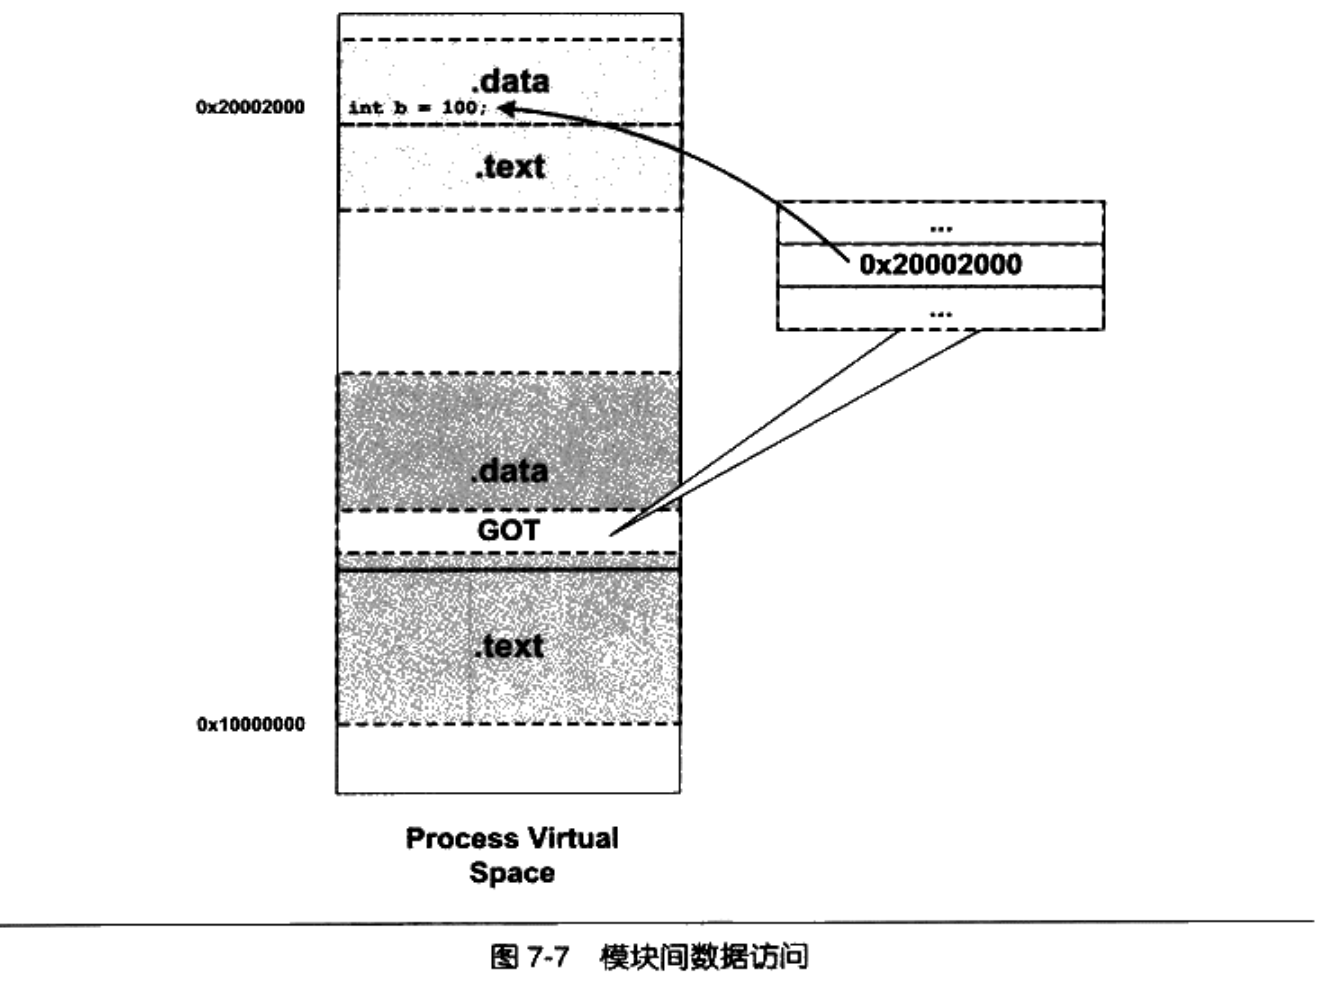 .data
0x20002000
int b = 100;
.text
...
0x20002000
...
.data
GOT
.text
0x10000000
Process Virtual
Space
图 7-7 模块间数据访问